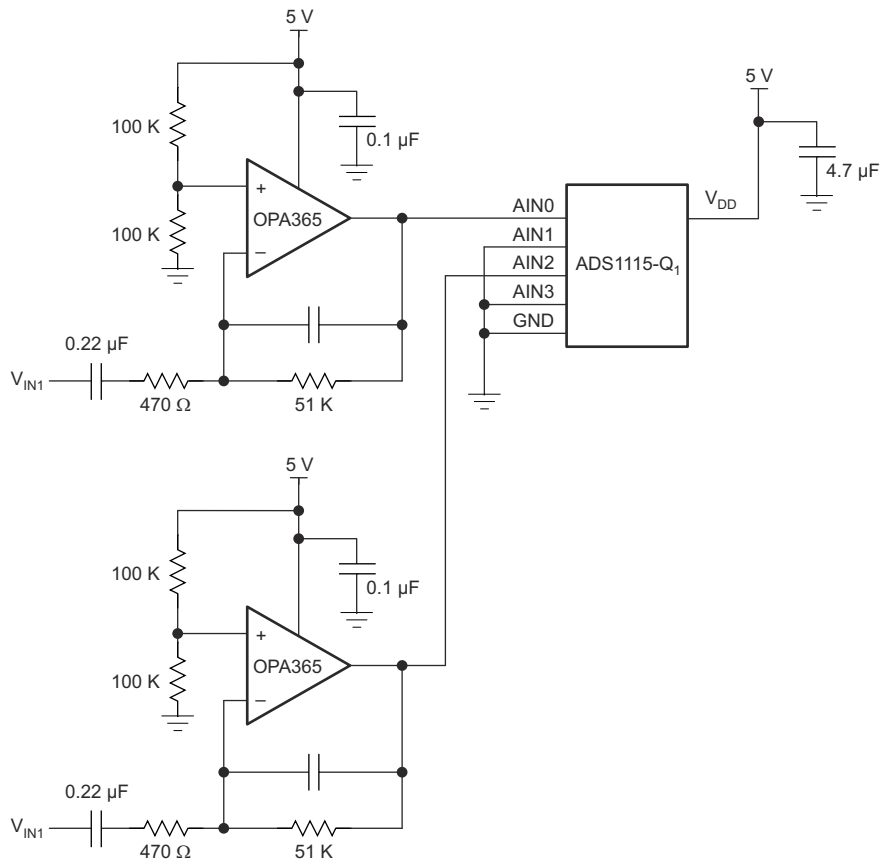 5 V
100 K
0.1 µF
+
OPA365
100 K
−
0.22 µF
V_IN1
470 Ω
51 K
5 V
4.7 µF
V_DD
AIN0
AIN1
AIN2
AIN3
GND
ADS1115-Q_1
5 V
100 K
0.1 µF
+
OPA365
100 K
−
0.22 µF
V_IN1
470 Ω
51 K